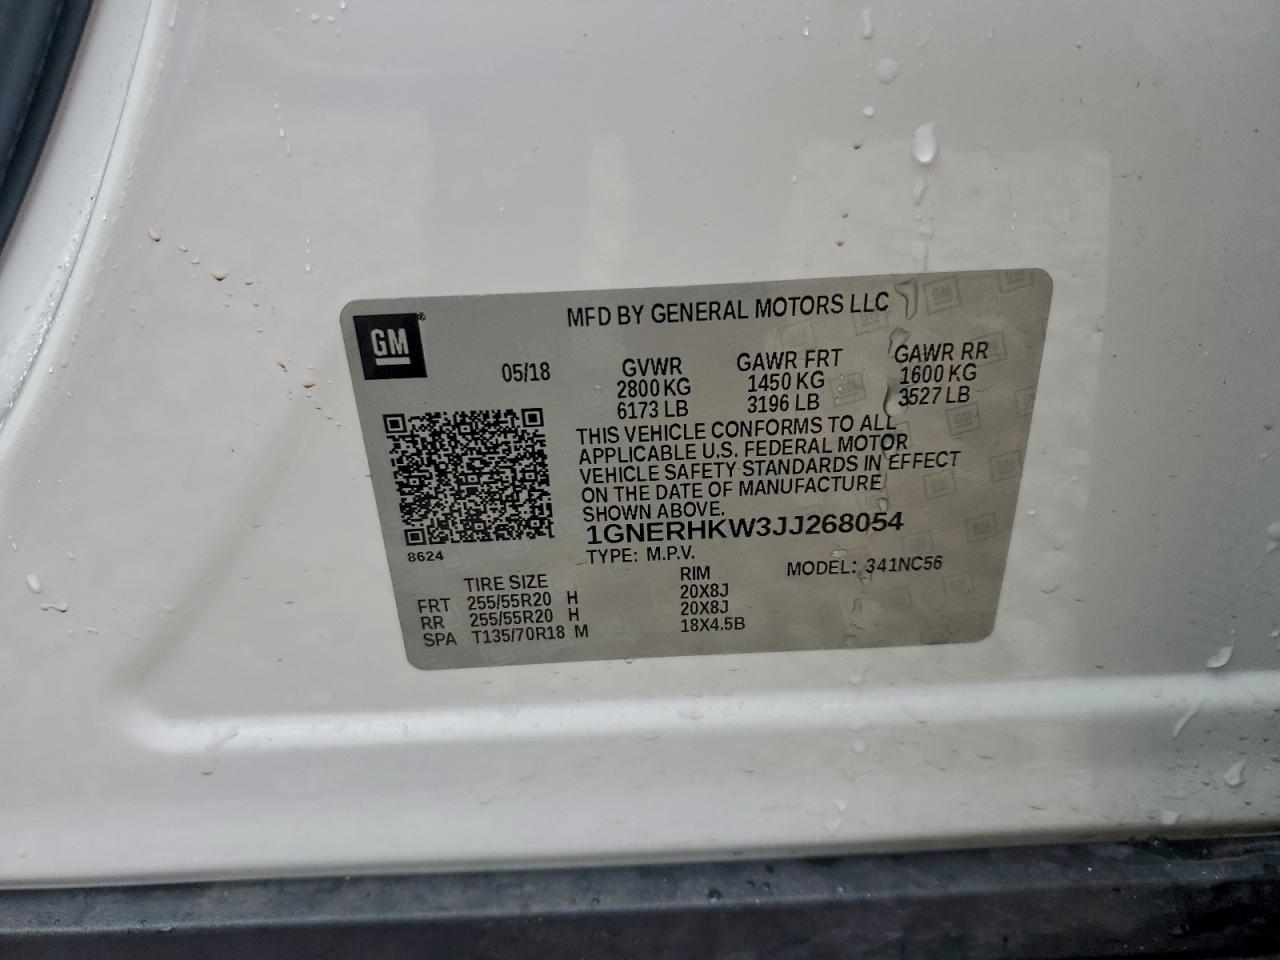 MFD BY GENERAL MOTORS LLC
GM
05/18
GVWR GAWR FRT GAWR RR
2800 KG 1450 KG 1600 KG
6173 LB 3196 LB 3527 LB
THIS VEHICLE CONFORMS TO ALL
APPLICABLE U.S. FEDERAL MOTOR
VEHICLE SAFETY STANDARDS IN EFFECT
ON THE DATE OF MANUFACTURE
SHOWN ABOVE.
1GNERHKW3JJ268054
8624
TYPE: M.P.V. MODEL: 341NC56
TIRE SIZE RIM
FRT 255/55R20 H 20X8J
RR 255/55R20 H 20X8J
SPA T135/70R18 M 18X4.5B